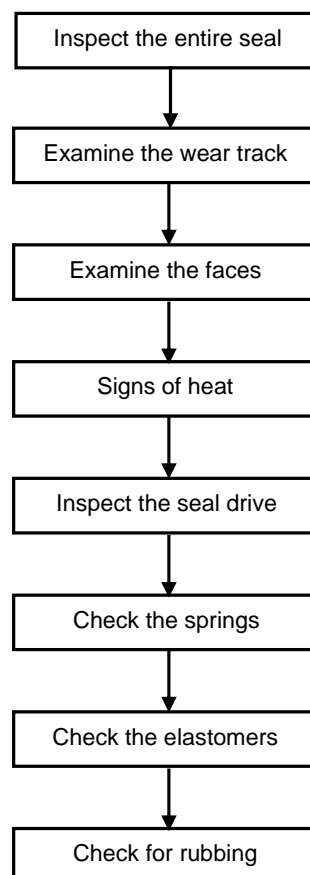 Inspect the entire seal
Examine the wear track
Examine the faces
Signs of heat
Inspect the seal drive
Check the springs
Check the elastomers
Check for rubbing